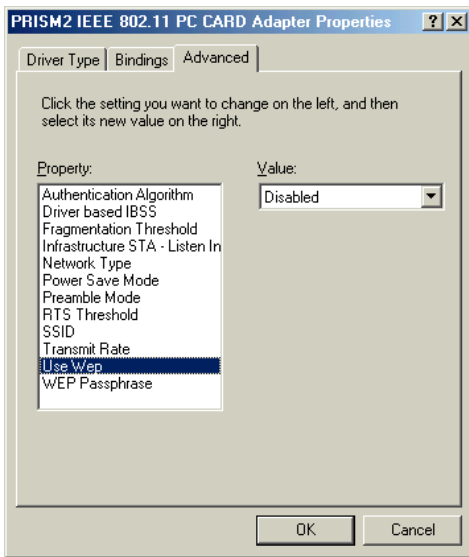 PRISM2 IEEE 802.11 PC CARD Adapter Properties
Driver Type Bindings Advanced
Click the setting you want to change on the left, and then
select its new value on the right.
Property:
Value:
Authentication Algorithm
Driver based IBSS
Fragmentation Threshold
Infrastructure STA - Listen In
Network Type
Power Save Mode
Preamble Mode
RTS Threshold
SSID
Transmit Rate
Use Wep
WEP Passphrase
Disabled
OK Cancel